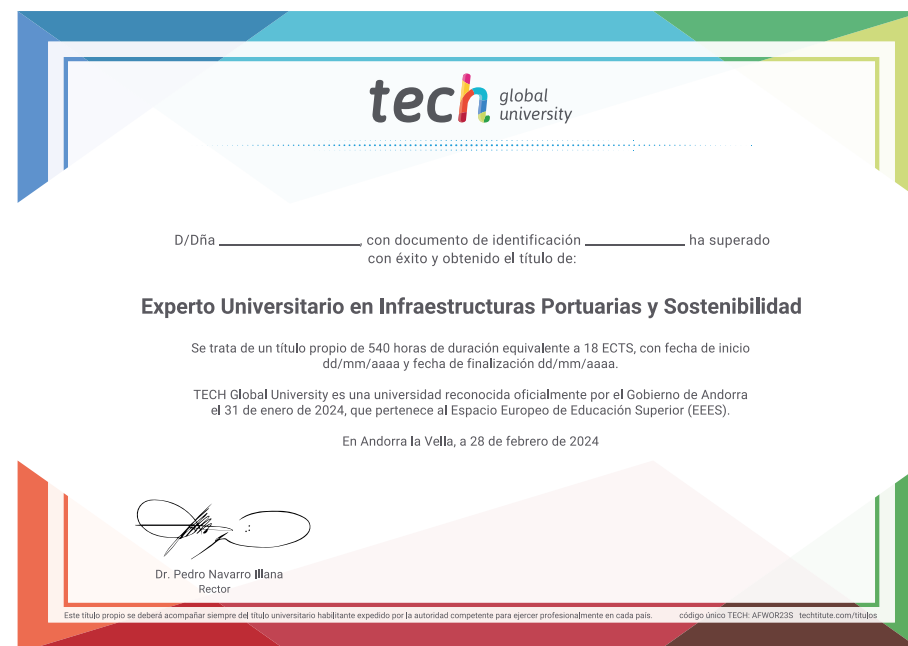 tech global university
D/Dña ____________________, con documento de identificación ______________ ha superado
con éxito y obtenido el título de:
Experto Universitario en Infraestructuras Portuarias y Sostenibilidad
Se trata de un título propio de 540 horas de duración equivalente a 18 ECTS, con fecha de inicio
dd/mm/aaaa y fecha de finalización dd/mm/aaaa.
TECH Global University es una universidad reconocida oficialmente por el Gobierno de Andorra
el 31 de enero de 2024, que pertenece al Espacio Europeo de Educación Superior (EEES).
En Andorra la Vella, a 28 de febrero de 2024
Dr. Pedro Navarro Illana
Rector
Este título propio se deberá acompañar siempre del título universitario habilitante expedido por la autoridad competente para ejercer profesionalmente en cada país. código único TECH: AFWOR23S techtitute.com/titulos